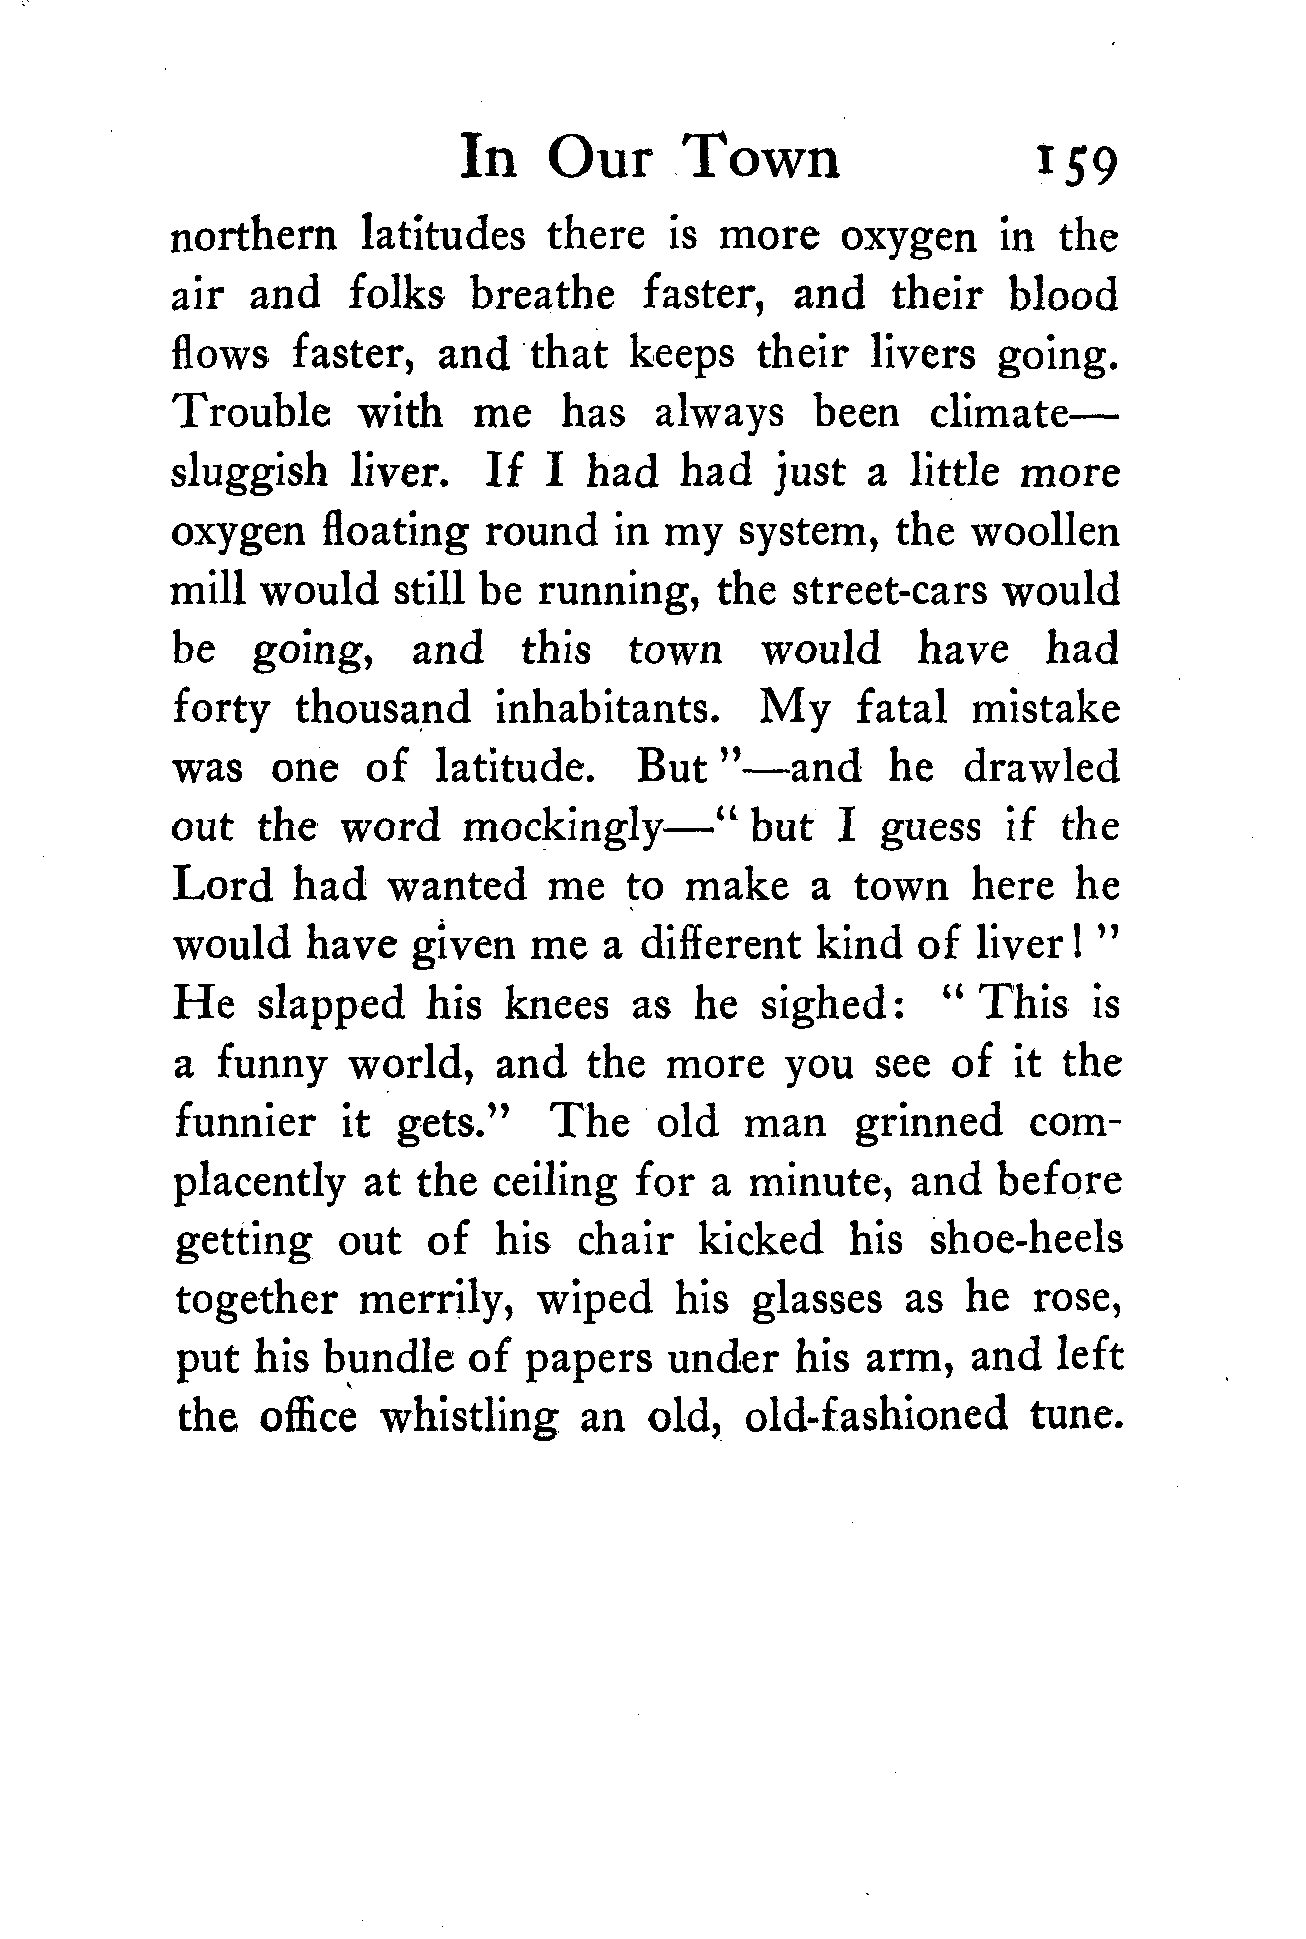 In Our Town 159
northern latitudes there is more oxygen in the
air and folks breathe faster, and their blood
flows faster, and that keeps their livers going.
Trouble with me has always been climate—
sluggish liver. If I had had just a little more
oxygen floating round in my system, the woollen
mill would still be running, the street-cars would
be going, and this town would have had
forty thousand inhabitants. My fatal mistake
was one of latitude. But "—and he drawled
out the word mockingly—" but I guess if the
Lord had wanted me to make a town here he
would have given me a different kind of liver! "
He slapped his knees as he sighed: " This is
a funny world, and the more you see of it the
funnier it gets." The old man grinned com-
placently at the ceiling for a minute, and before
getting out of his chair kicked his shoe-heels
together merrily, wiped his glasses as he rose,
put his bundle of papers under his arm, and left
the office whistling an old, old-fashioned tune.